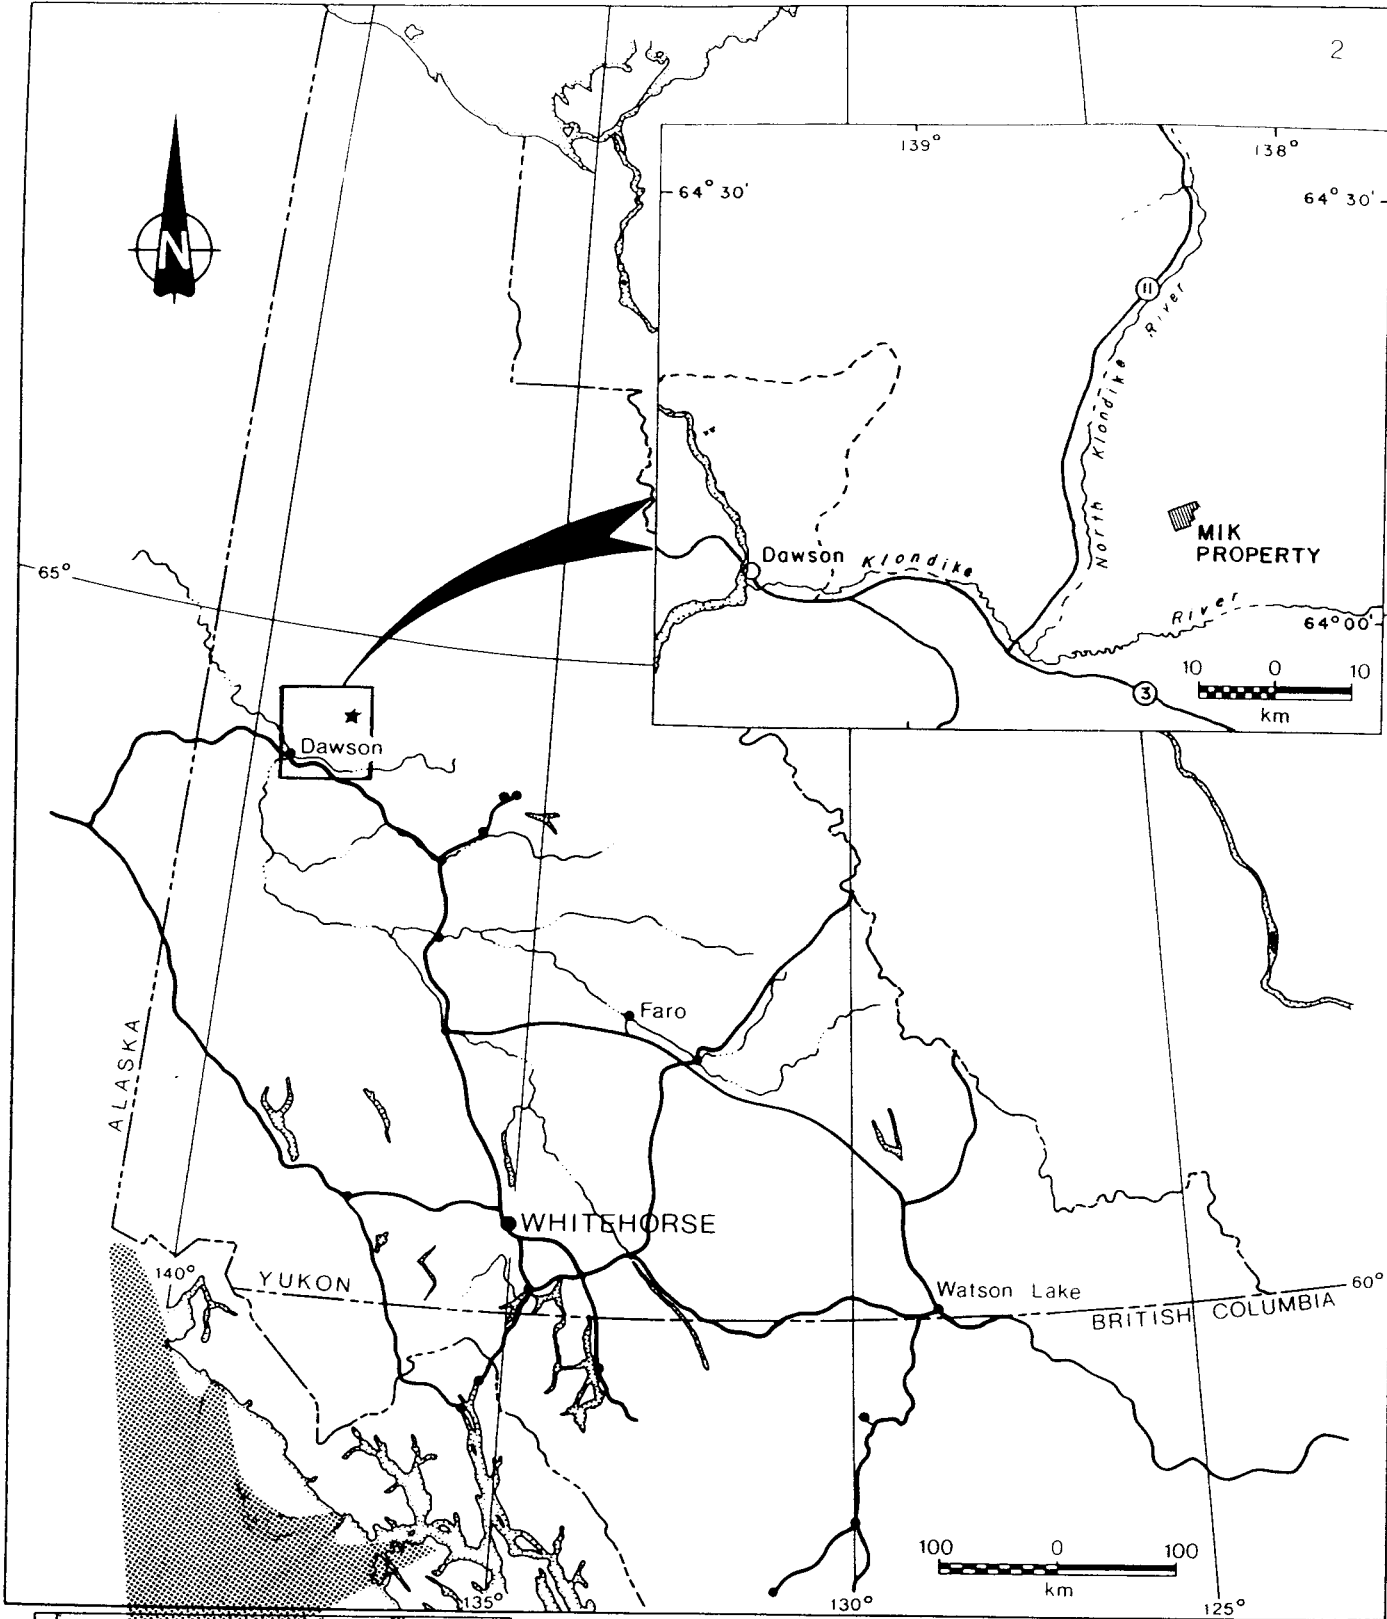 2
N
139°
138°
64° 30'
64° 30'
11
North Klondike River
MIK
PROPERTY
Dawson
Klondike
River
64° 00'
3
10 0 10
km
65°
Dawson
Faro
ALASKA
WHITEHORSE
140°
YUKON
Watson Lake
60°
BRITISH COLUMBIA
100 0 100
km
135°
130°
125°